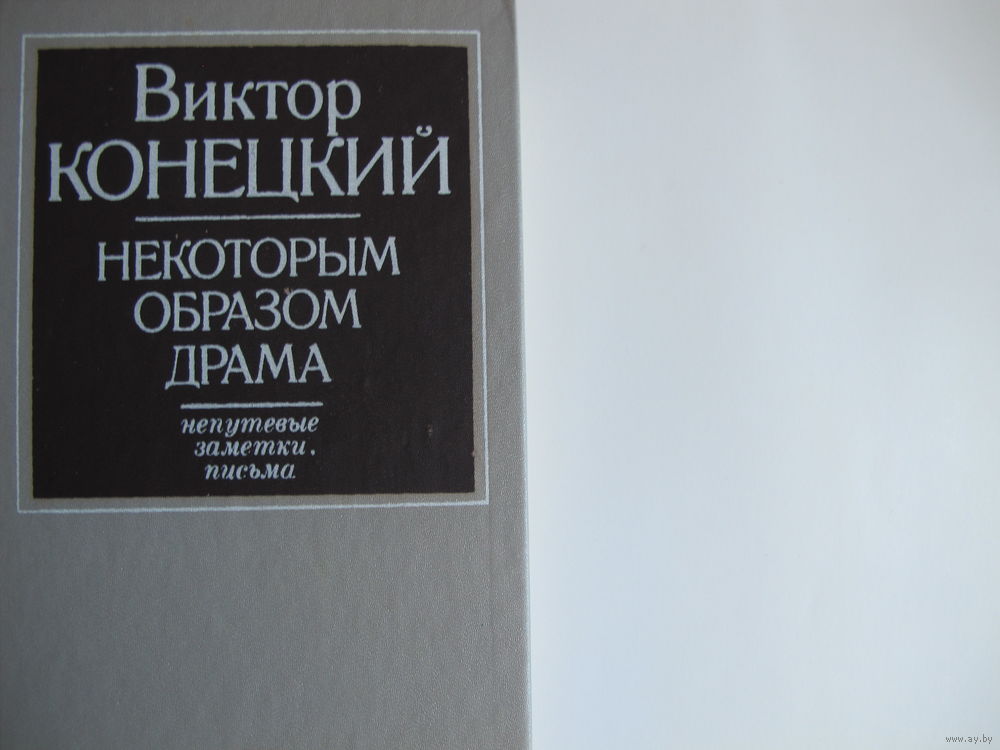 Виктор
КОНЕЦКИЙ
НЕКОТОРЫМ
ОБРАЗОМ
ДРАМА
непутевые
заметки.
письма
www.ay.by